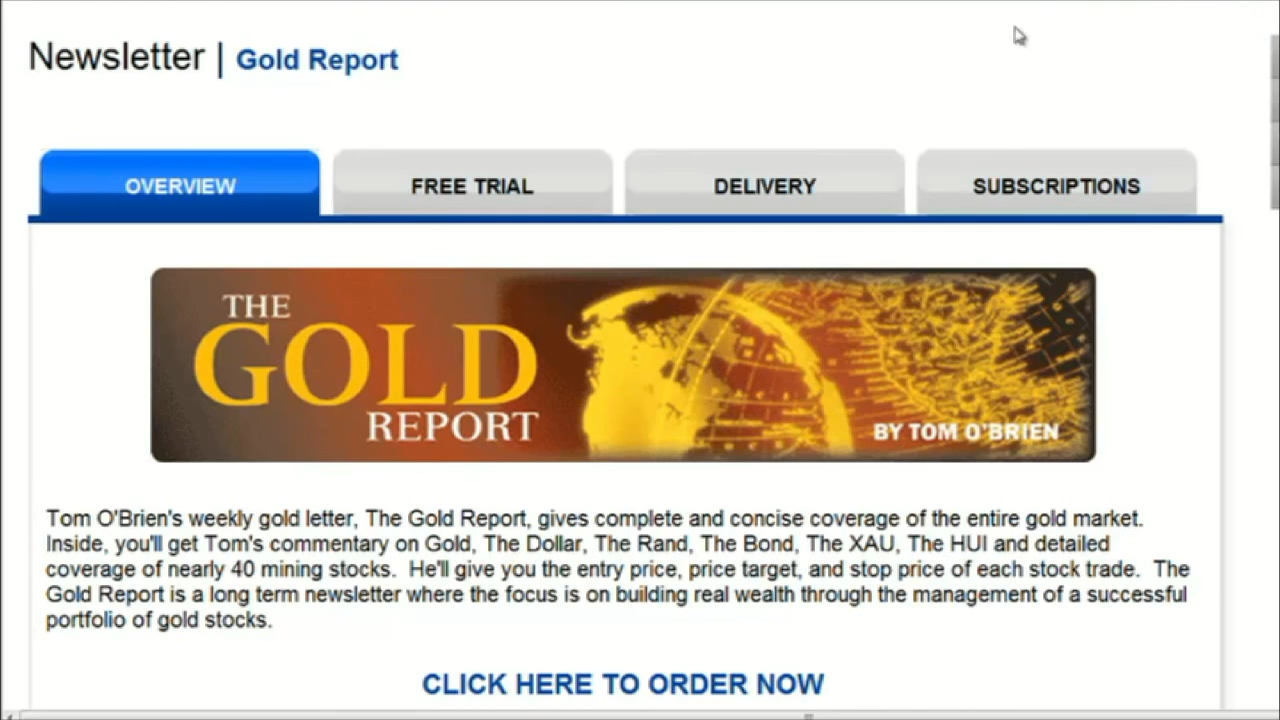 Newsletter | Gold Report
OVERVIEW
FREE TRIAL
DELIVERY
SUBSCRIPTIONS
THE
GOLD
REPORT
BY TOM O'BRIEN
Tom O'Brien's weekly gold letter, The Gold Report, gives complete and concise coverage of the entire gold market.
Inside, you'll get Tom's commentary on Gold, The Dollar, The Rand, The Bond, The XAU, The HUI and detailed
coverage of nearly 40 mining stocks.  He'll give you the entry price, price target, and stop price of each stock trade.  The
Gold Report is a long term newsletter where the focus is on building real wealth through the management of a successful
portfolio of gold stocks.
CLICK HERE TO ORDER NOW